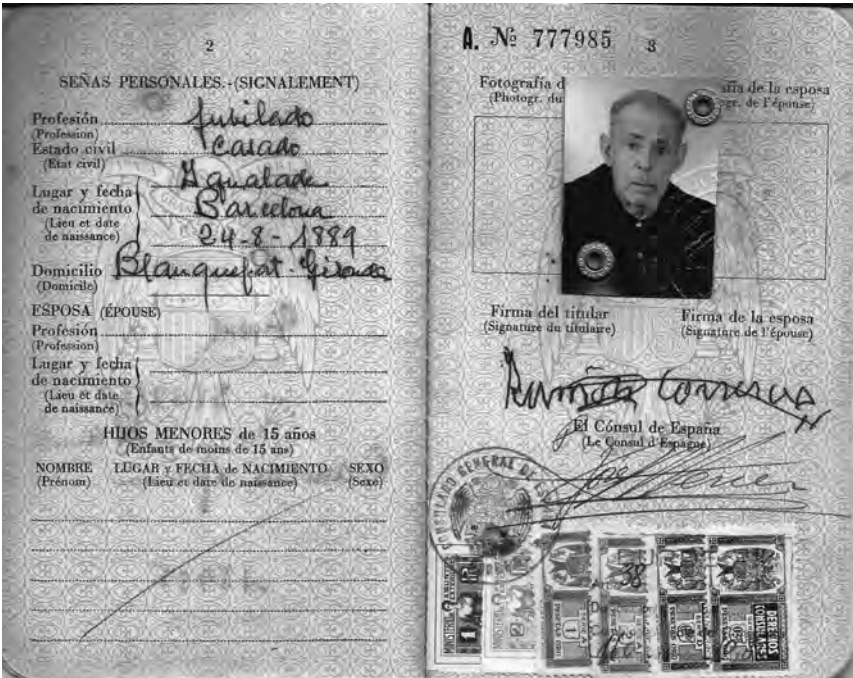 2
SEÑAS PERSONALES.-(SIGNALEMENT)
Profesión Jubilado
(Profession)
Estado civil Casado
(Etat civil)
Lugar y fecha
de nacimiento
(Lieu et date
de naissance)
Igualada
Barcelona
24-8-1889
Domicilio Blanquefort-Gironde
(Domicile)
ESPOSA (ÉPOUSE)
Profesión
(Profession)
Lugar y fecha
de nacimiento
(Lieu et date
de naissance)
HIJOS MENORES de 15 años
(Enfants de moins de 15 ans)
NOMBRE LUGAR y FECHA de NACIMIENTO SEXO
(Prénom) (Lieu et date de naissance) (Sexe)
A. Nº 777985 3
Fotografía d
(Photogr. du
de la esposa
de l'épouse)
Firma del titular
(Signature du titulaire)
Firma de la esposa
(Signature de l'épouse)
Ramón
El Cónsul de España
(Le Consul d'Espagne)
CONSULADO GENERAL DE
38
DERECHOS
CONSULARES